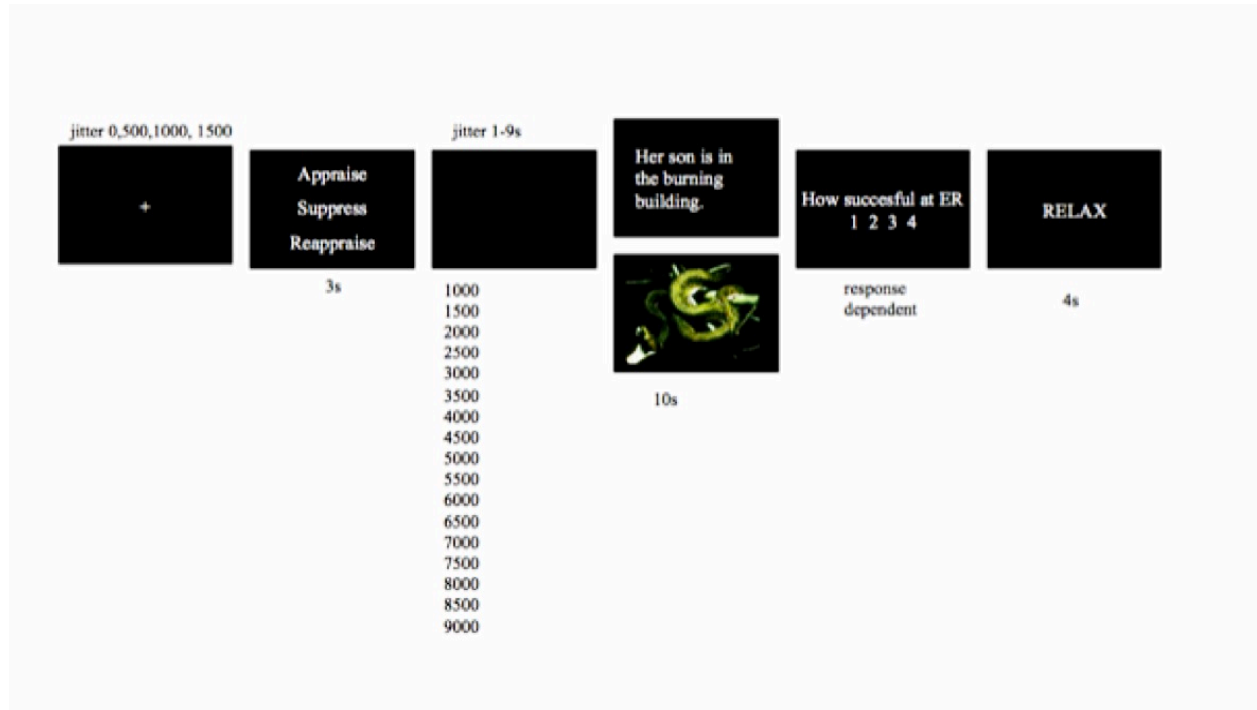 jitter 0,500,1000, 1500
+
Appraise
Suppress
Reappraise
3s
jitter 1-9s
1000
1500
2000
2500
3000
3500
4000
4500
5000
5500
6000
6500
7000
7500
8000
8500
9000
Her son is in
the burning
building.
10s
How succesful at ER
1 2 3 4
response
dependent
RELAX
4s